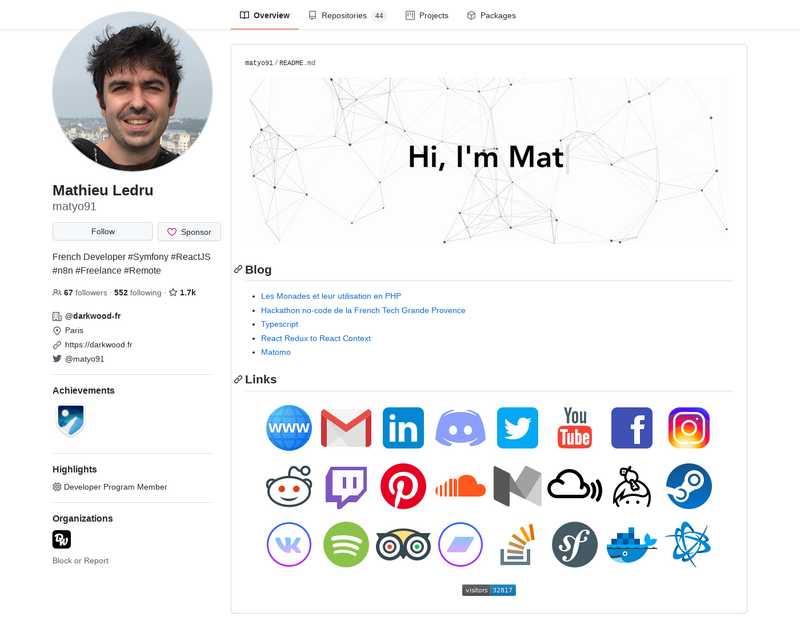 Overview
Repositories 44
Projects
Packages
Mathieu Ledru
matyo91
Follow
Sponsor
French Developer #Symfony #ReactJS
#n8n #Freelance #Remote
67 followers · 552 following · 1.7k
@darkwood-fr
Paris
https://darkwood.fr
@matyo91
Achievements
Highlights
Developer Program Member
Organizations
DW
Block or Report
matyo91/README.md
Hi, I'm Mat
Blog
Les Monades et leur utilisation en PHP
Hackathon no-code de la French Tech Grande Provence
Typescript
React Redux to React Context
Matomo
Links
WWW
in
You
Tube
f
sf
visitors 32817